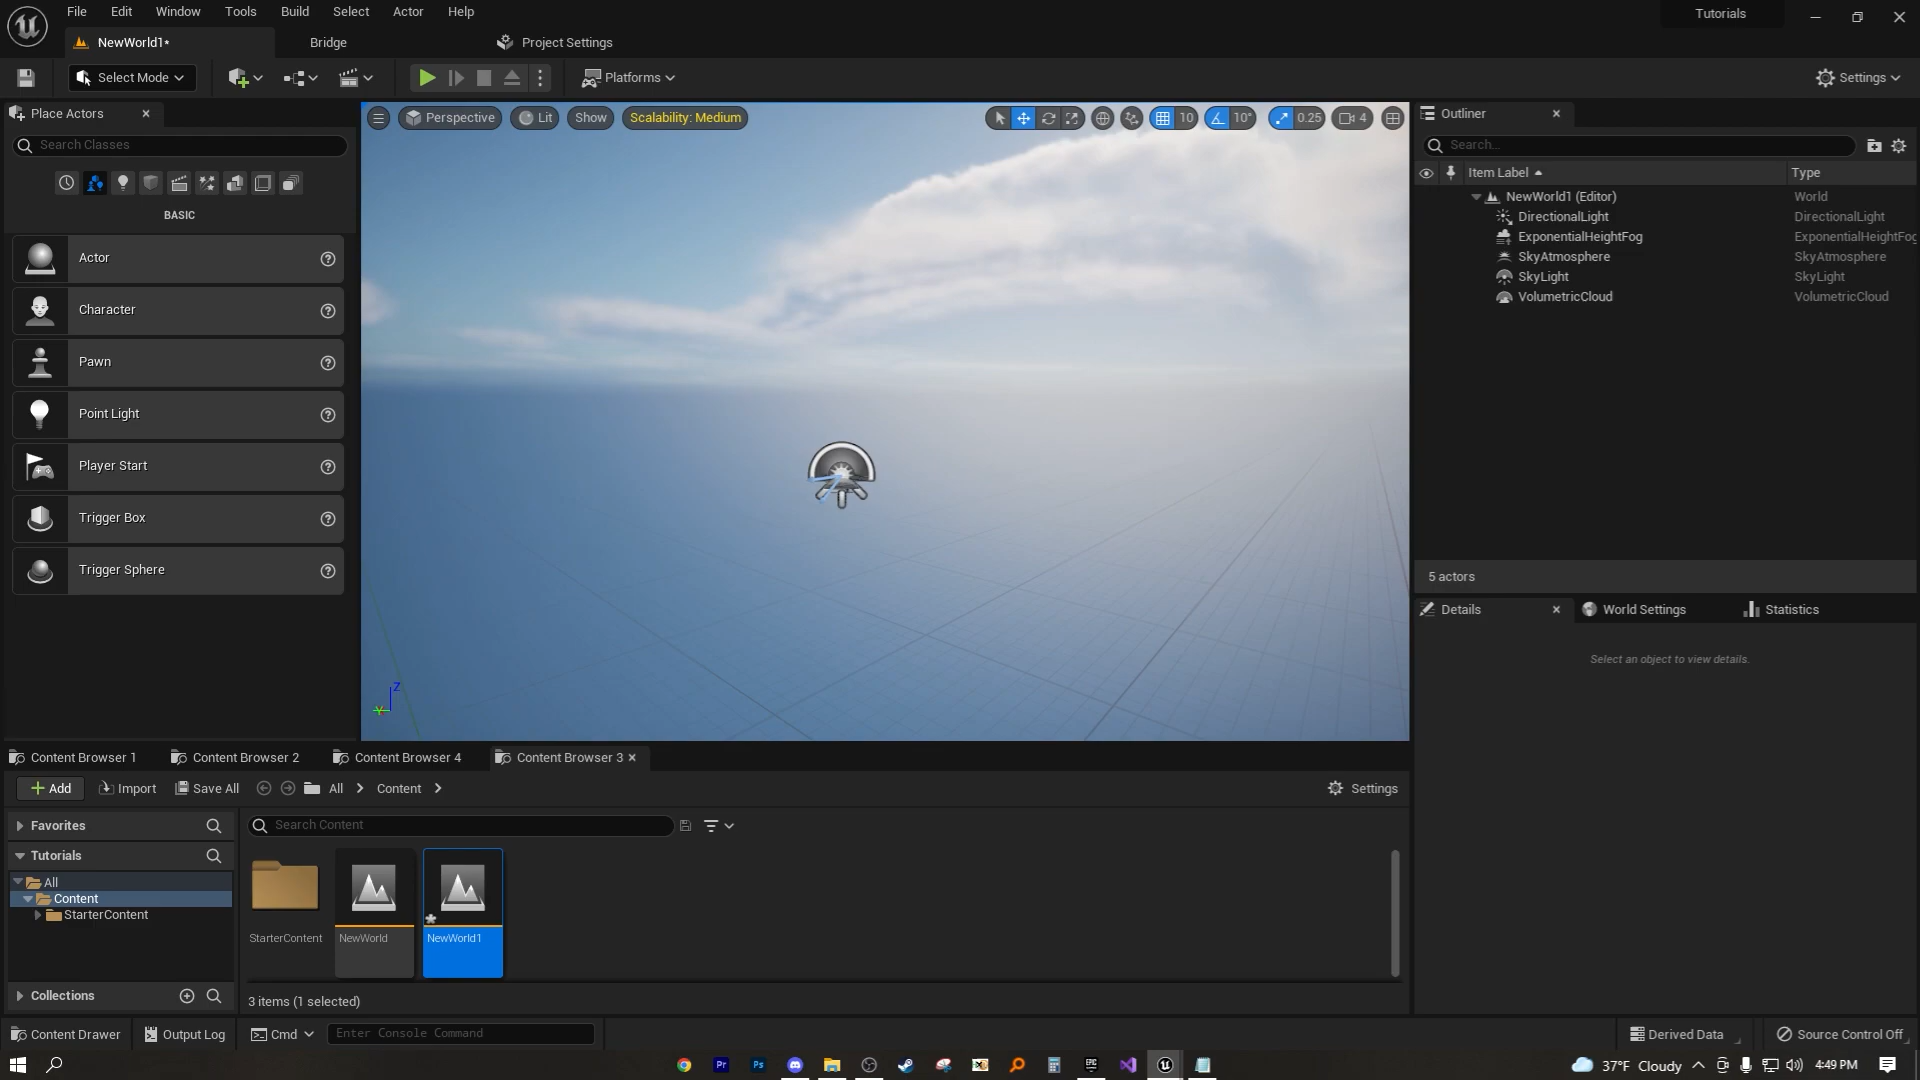 File Edit Window Tools Build Select Actor Help
Tutorials
NewWorld1*
Bridge
Project Settings
Select Mode
Platforms
Settings
Place Actors
Search Classes
BASIC
Actor
Character
Pawn
Point Light
Player Start
Trigger Box
Trigger Sphere
Perspective
Lit
Show
Scalability: Medium
10
10°
0.25
4
Z
Y
Outliner
Search...
Item Label
Type
NewWorld1 (Editor) World
DirectionalLight DirectionalLight
ExponentialHeightFog ExponentialHeightFog
SkyAtmosphere SkyAtmosphere
SkyLight SkyLight
VolumetricCloud VolumetricCloud
5 actors
Details
World Settings
Statistics
Select an object to view details.
Content Browser 1
Content Browser 2
Content Browser 4
Content Browser 3
Add
Import
Save All
All
Content
Settings
Favorites
Tutorials
All
Content
StarterContent
Collections
Search Content
StarterContent
NewWorld
NewWorld1
3 items (1 selected)
Content Drawer
Output Log
Cmd
Enter Console Command
Derived Data
Source Control Off
Pr
Ps
EPIC
37°F Cloudy
4:49 PM